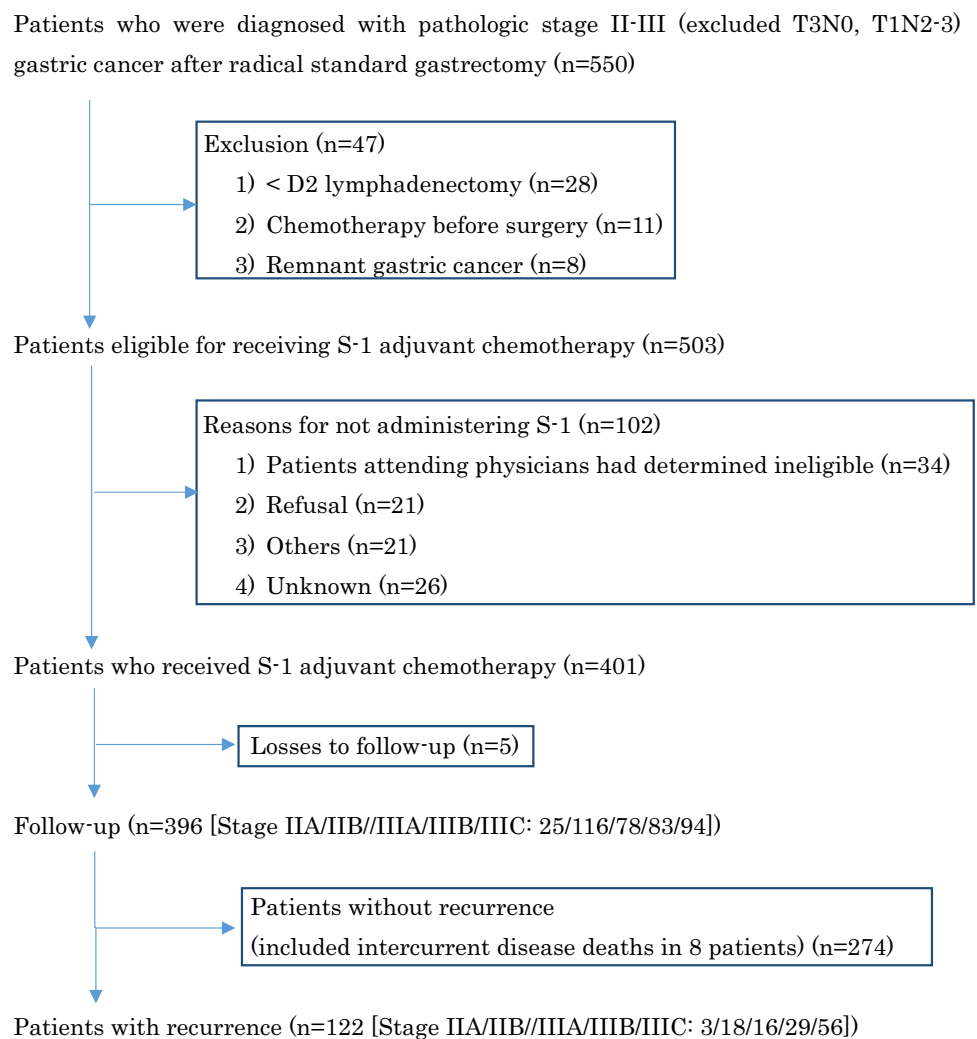 Patients who were diagnosed with pathologic stage II-III (excluded T3N0, T1N2-3)
gastric cancer after radical standard gastrectomy (n=550)
Exclusion (n=47)
1) < D2 lymphadenectomy (n=28)
2) Chemotherapy before surgery (n=11)
3) Remnant gastric cancer (n=8)
Patients eligible for receiving S-1 adjuvant chemotherapy (n=503)
Reasons for not administering S-1 (n=102)
1) Patients attending physicians had determined ineligible (n=34)
2) Refusal (n=21)
3) Others (n=21)
4) Unknown (n=26)
Patients who received S-1 adjuvant chemotherapy (n=401)
Losses to follow-up (n=5)
Follow-up (n=396 [Stage IIA/IIB//IIIA/IIIB/IIIC: 25/116/78/83/94])
Patients without recurrence
(included intercurrent disease deaths in 8 patients) (n=274)
Patients with recurrence (n=122 [Stage IIA/IIB//IIIA/IIIB/IIIC: 3/18/16/29/56])